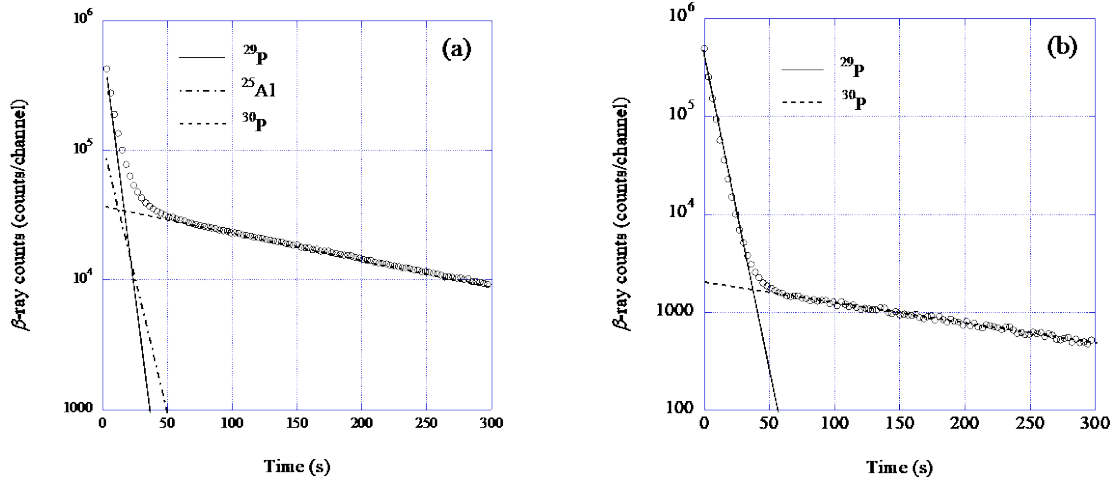 (a)
10⁶
10⁵
10⁴
1000
²⁹P
²⁵Al
³⁰P
β-ray counts (counts/channel)
0 50 100 150 200 250 300
Time (s)
(b)
10⁶
10⁵
10⁴
1000
100
²⁹P
³⁰P
β-ray counts (counts/channel)
0 50 100 150 200 250 300
Time (s)